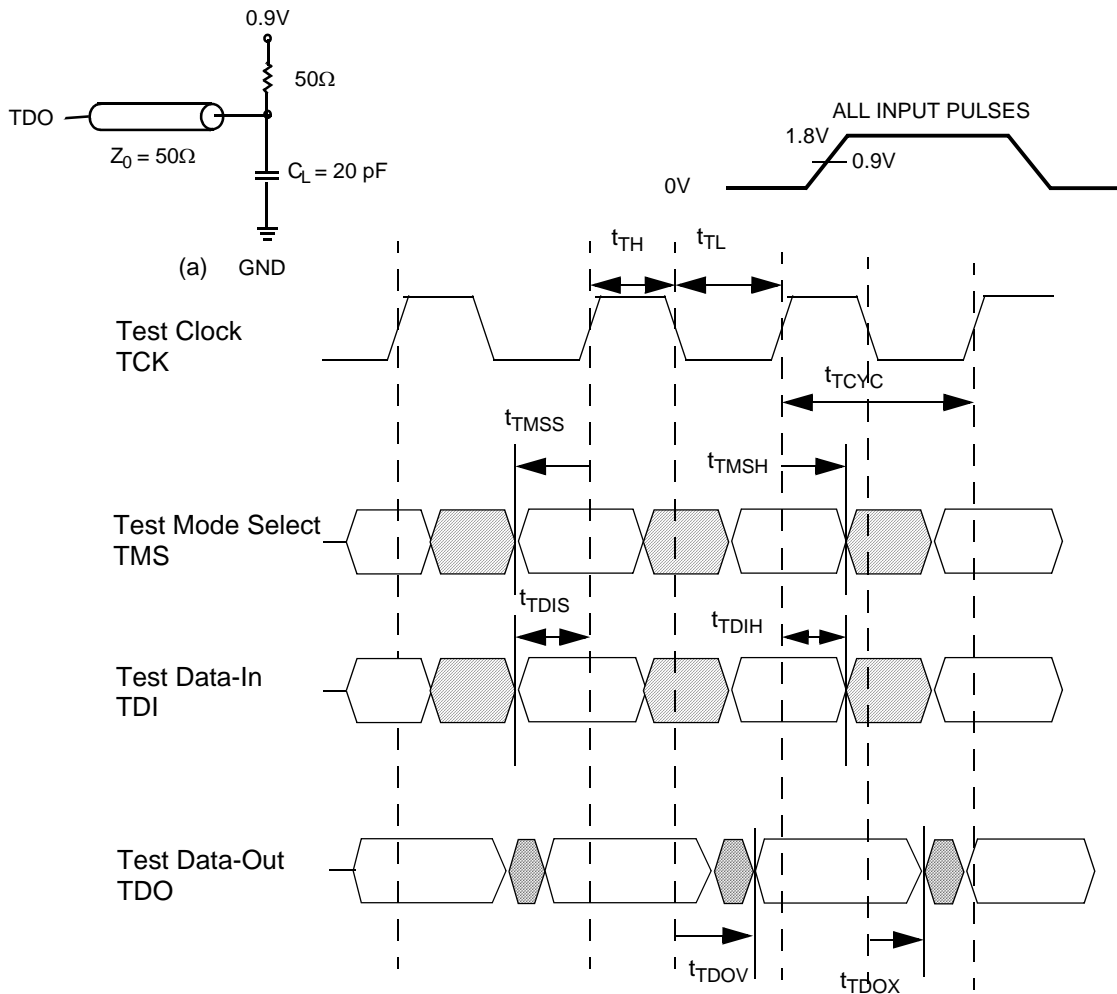 0.9V
50Ω
TDO
Z0 = 50Ω
CL = 20 pF
(a) GND
ALL INPUT PULSES
1.8V
0.9V
0V
tTH
tTL
Test Clock
TCK
tTCYC
tTMSS
tTMSH
Test Mode Select
TMS
tTDIS
tTDIH
Test Data-In
TDI
Test Data-Out
TDO
tTDOV
tTDOX